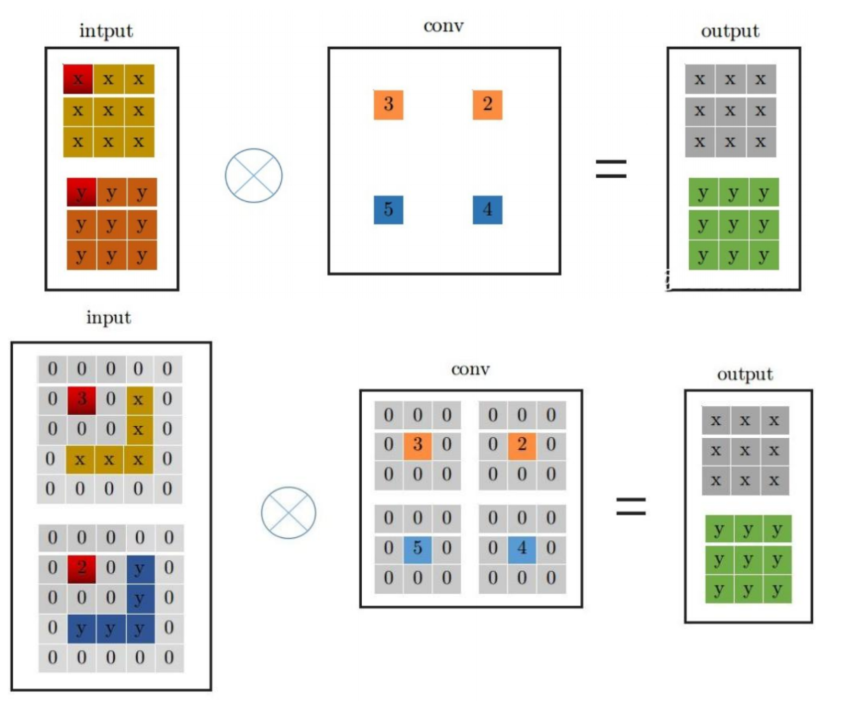 intput
conv
output
x x x
x x x
x x x
y y y
y y y
y y y
3 2
5 4
=
x x x
x x x
x x x
y y y
y y y
y y y
input
conv
output
0 0 0 0 0
0 3 0 x 0
0 0 0 x 0
0 x x x 0
0 0 0 0 0
0 0 0 0 0
0 2 0 y 0
0 0 0 y 0
0 y y y 0
0 0 0 0 0
0 0 0 0 0 0
0 3 0 0 2 0
0 0 0 0 0 0
0 0 0 0 0 0
0 5 0 0 4 0
0 0 0 0 0 0
=
x x x
x x x
x x x
y y y
y y y
y y y